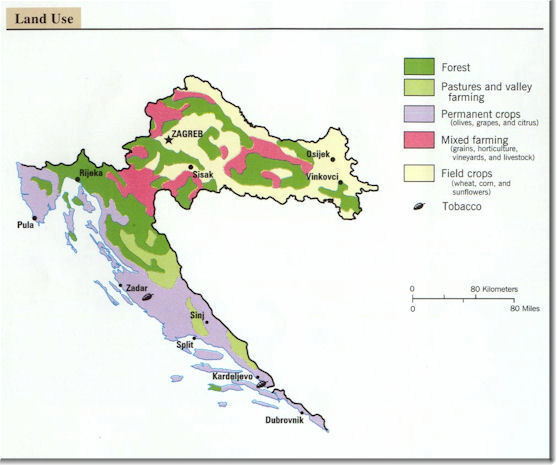 Land Use
Forest
Pastures and valley
farming
Permanent crops
(olives, grapes, and citrus)
Mixed farming
(grains, horticulture,
vineyards, and livestock)
Field crops
(wheat, corn, and
sunflowers)
Tobacco
ZAGREB
Osijek
Vinkovci
Sisak
Rijeka
Pula
Zadar
Sinj
Split
Kardeljevo
Dubrovnik
0 80 Kilometers
0 80 Miles